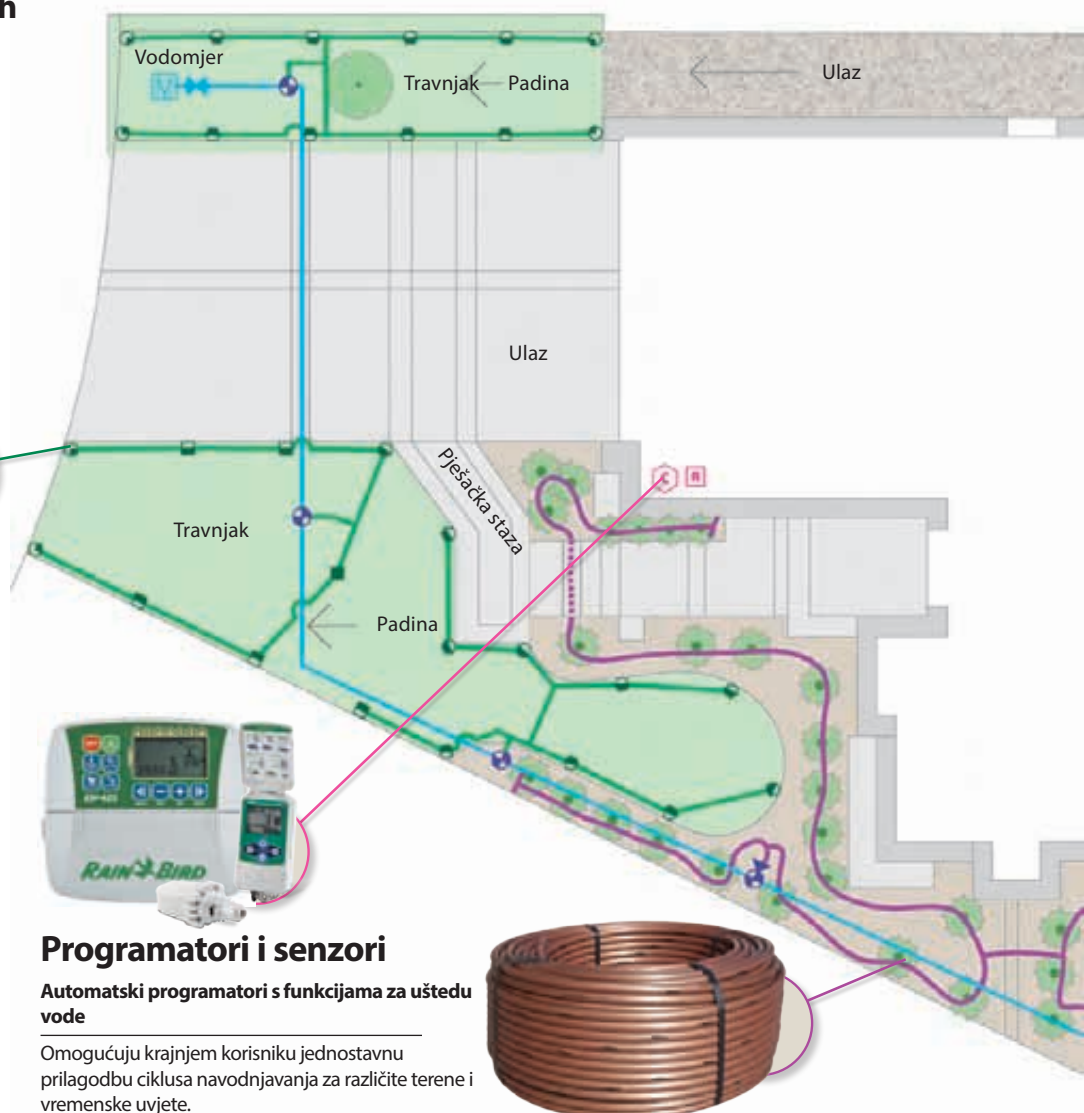 h
Vodomjer
Travnjak
Padina
Ulaz
Ulaz
Pješačka staza
C
R
Travnjak
Padina
RAIN BIRD
Programatori i senzori
Automatski programatori s funkcijama za uštedu
vode
Omogućuju krajnjem korisniku jednostavnu
prilagodbu ciklusa navodnjavanja za različite terene i
vremenske uvjete.